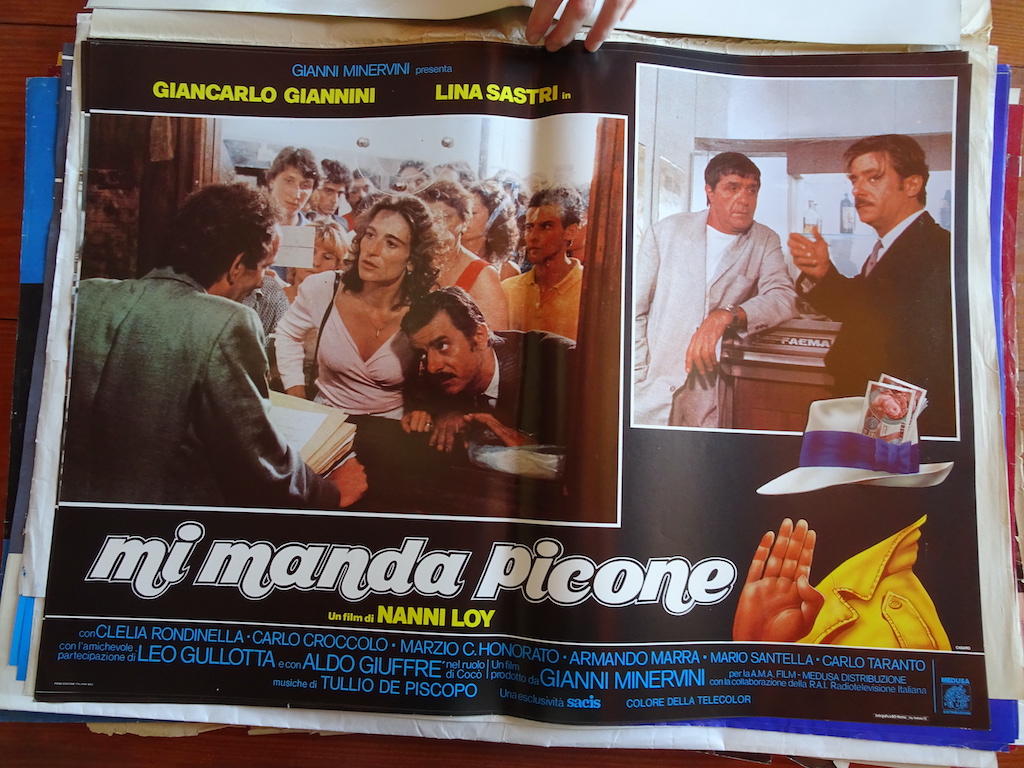 GIANNI MINERVINI presenta
GIANCARLO GIANNINI LINA SASTRI in
FAEMA
mi manda picone
Un film di NANNI LOY
con CLELIA RONDINELLA · CARLO CROCCOLO · MARZIO C. HONORATO · ARMANDO MARRA · MARIO SANTELLA · CARLO TARANTO
con l'amichevole partecipazione di LEO GULLOTTA e con ALDO GIUFFRE' nel ruolo di Cocò
Un film prodotto da GIANNI MINERVINI per la A.M.A. FILM - MEDUSA DISTRIBUZIONE
con la collaborazione della R.A.I. Radiotelevisione Italiana
musiche di TULLIO DE PISCOPO
Una esclusività sacis COLORE DELLA TELECOLOR
MEDUSA
DISTRIBUZIONE